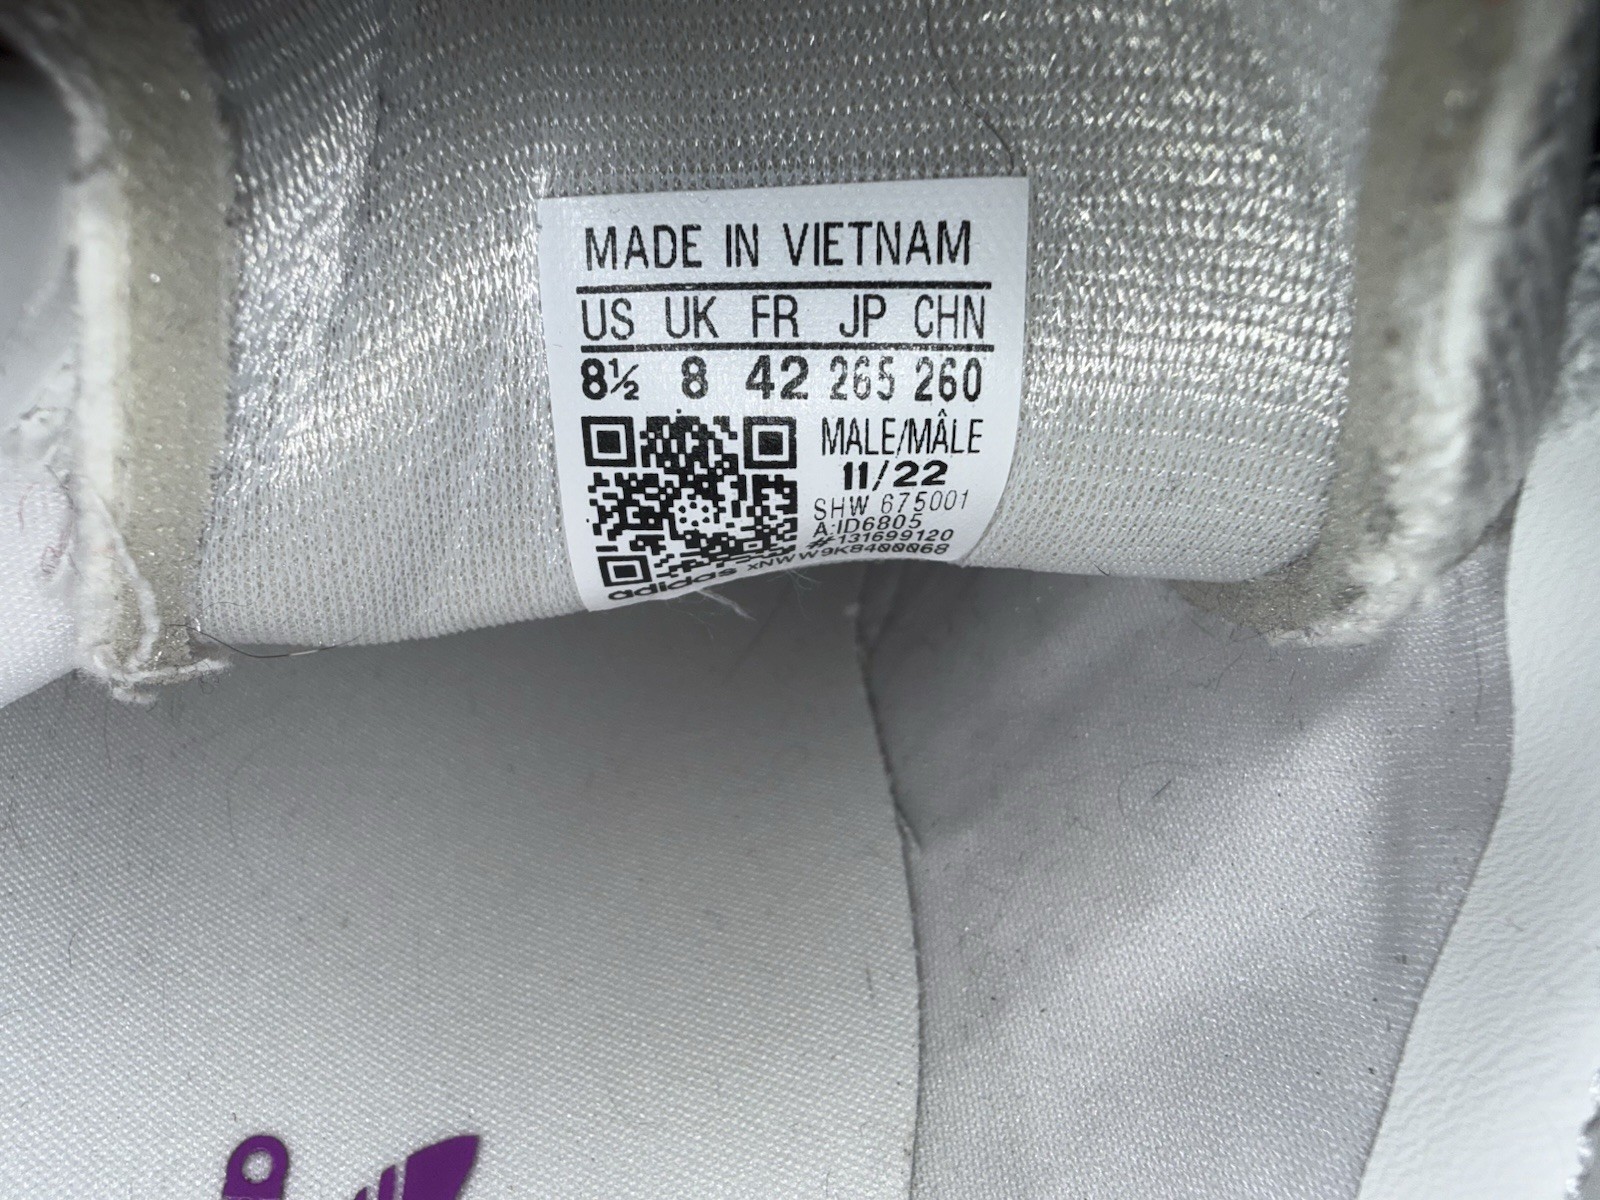 MADE IN VIETNAM
US UK FR JP CHN
8½ 8 42 265 260
MALE/MÂLE
11/22
SHW 675001
A:ID6805
#131699120
adidas xNWWW9K8400068